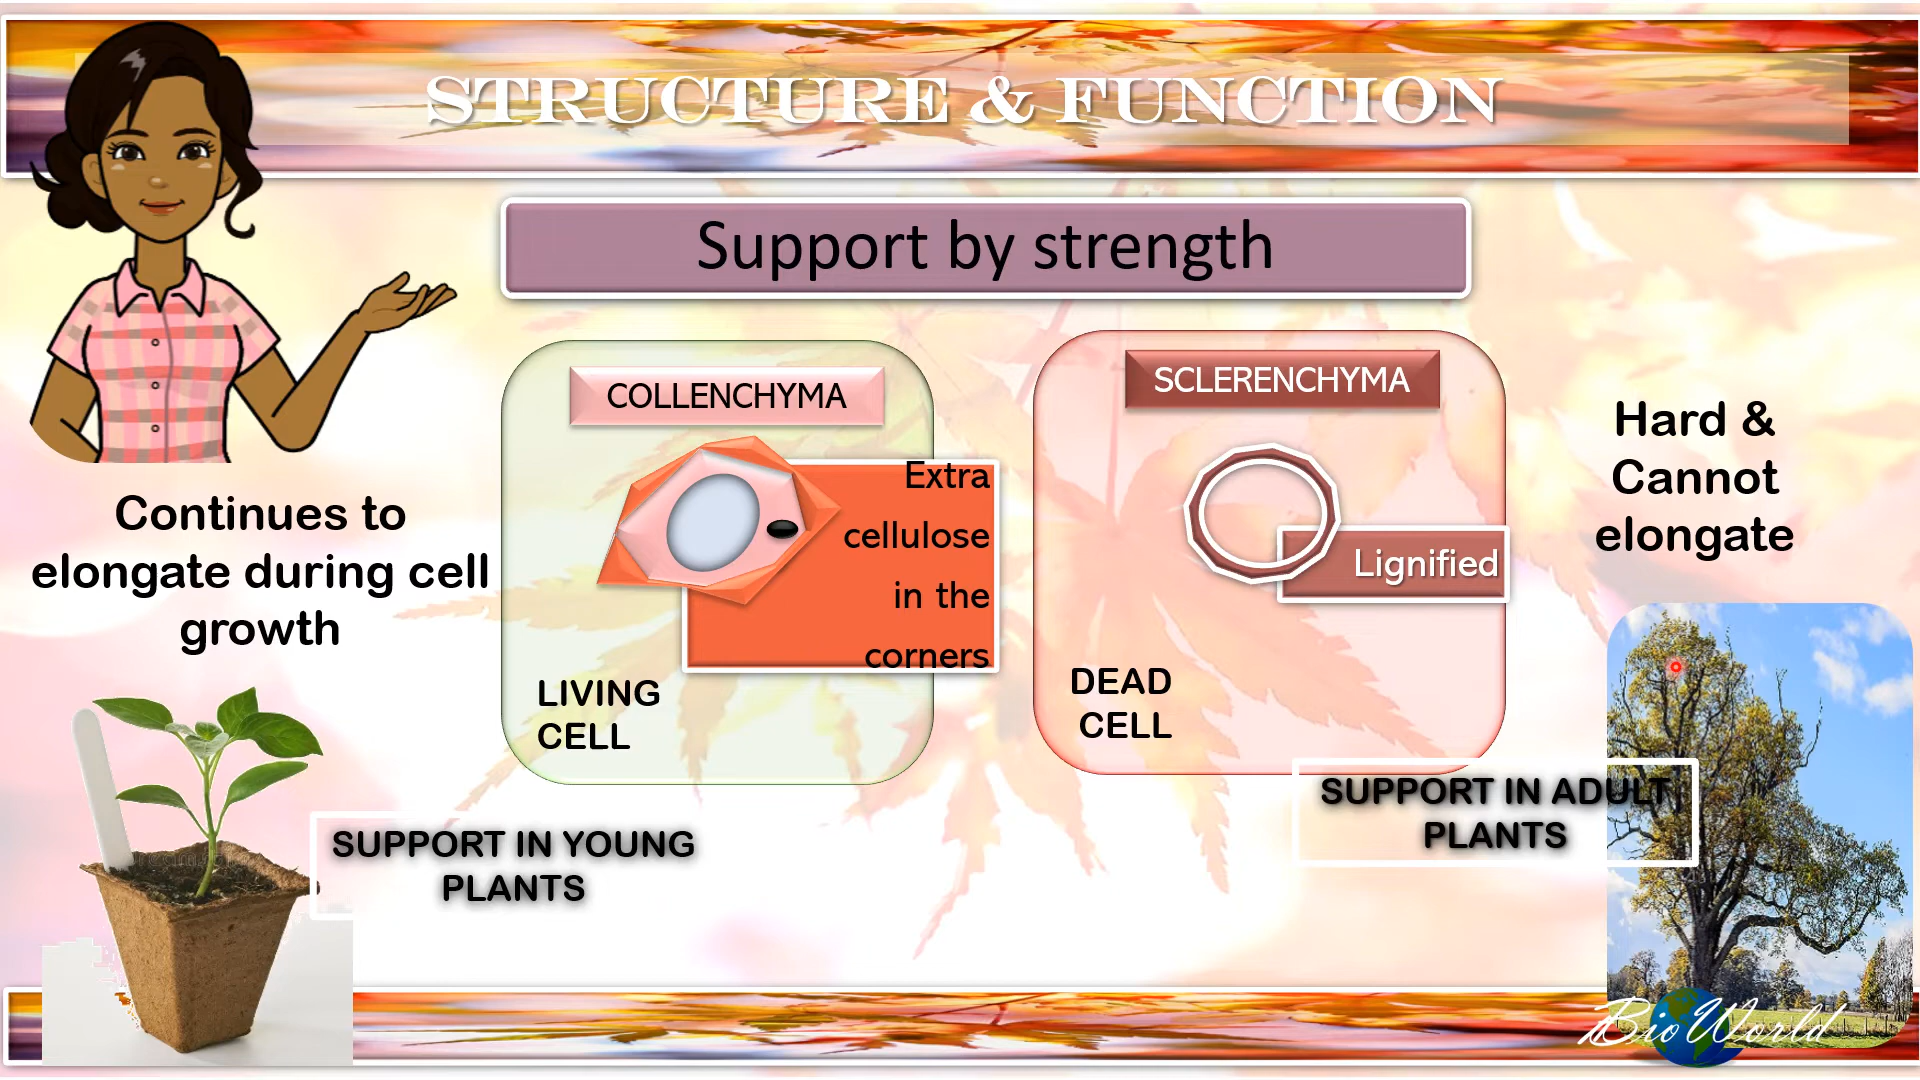 STRUCTURE & FUNCTION
Support by strength
COLLENCHYMA
Extra
cellulose
in the
corners
LIVING
CELL
Continues to
elongate during cell
growth
SUPPORT IN YOUNG
PLANTS
SCLERENCHYMA
Lignified
DEAD
CELL
Hard &
Cannot
elongate
SUPPORT IN ADULT
PLANTS
BioWorld